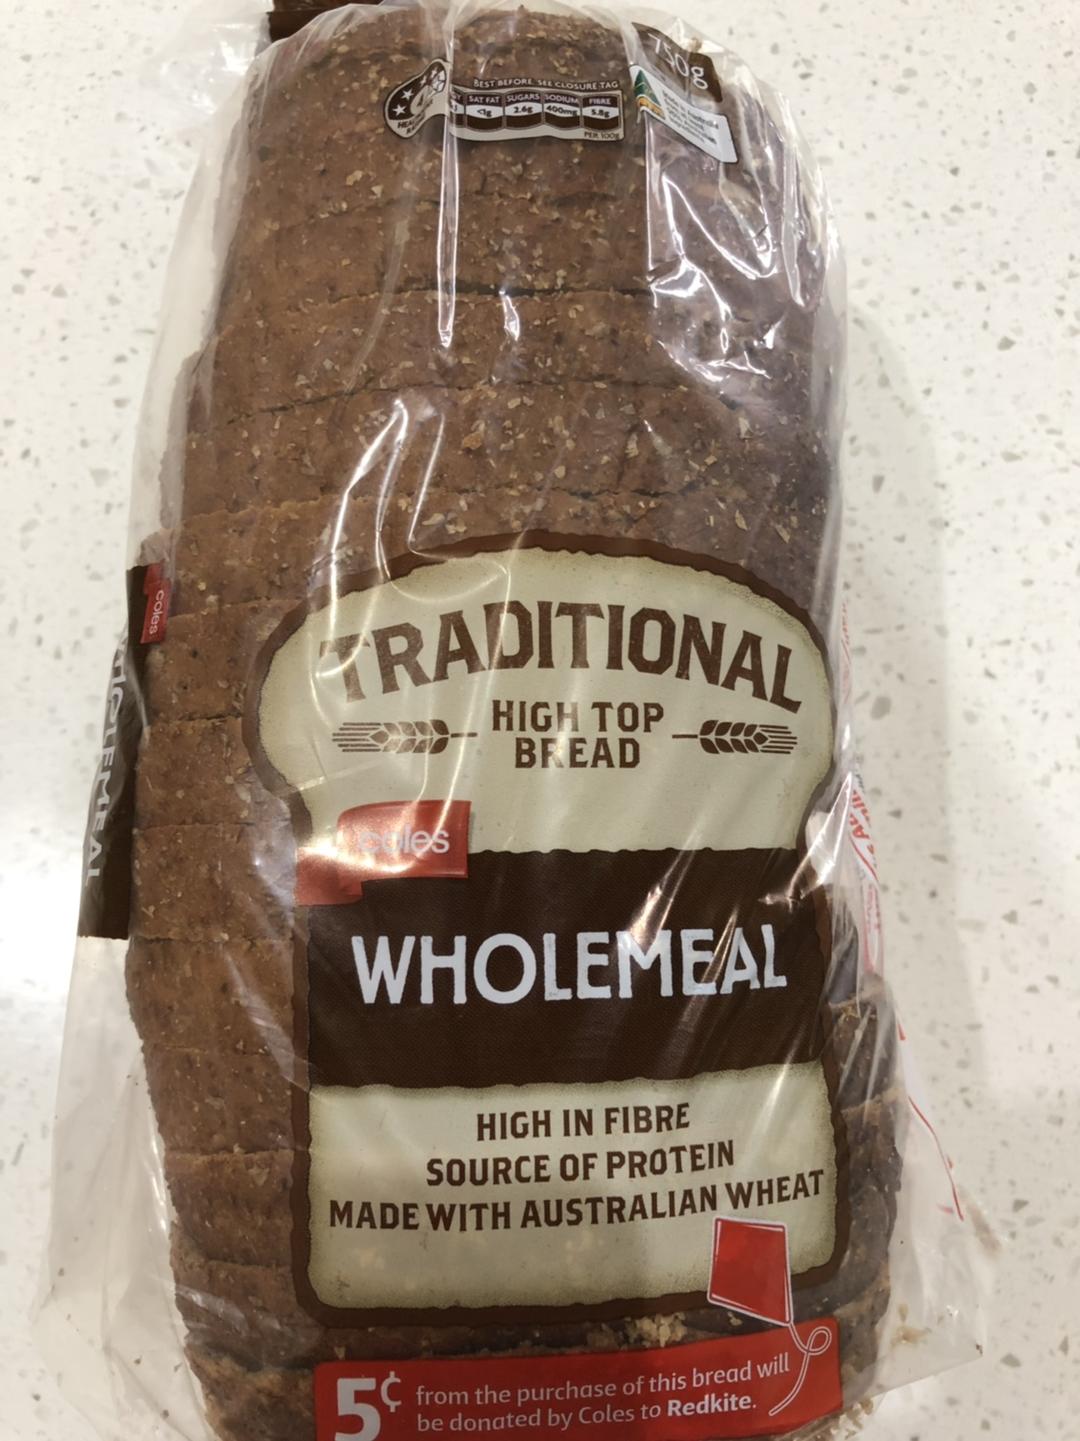 750g
BEST BEFORE. SEE CLOSURE TAG
SAT FAT SUGARS SODIUM FIBRE
<1g 2.6g 400mg 5.8g
PER 100g
TRADITIONAL
HIGH TOP
BREAD
coles
WHOLEMEAL
HIGH IN FIBRE
SOURCE OF PROTEIN
MADE WITH AUSTRALIAN WHEAT
5¢ from the purchase of this bread will
be donated by Coles to Redkite.
coles
WHOLEMEAL